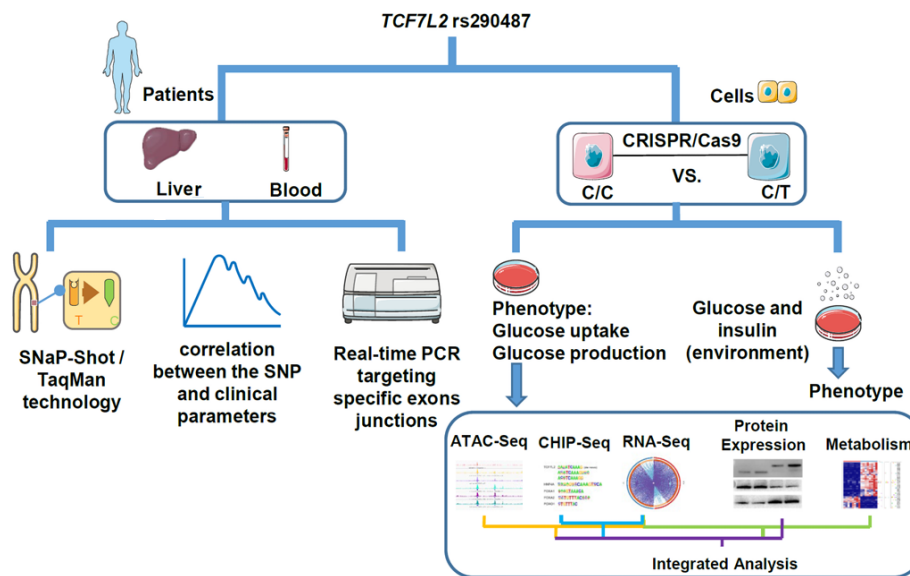 TCF7L2 rs290487
Patients
Cells
Liver
Blood
CRISPR/Cas9
VS.
C/C
C/T
T
C
SNaP-Shot /
TaqMan
technology
correlation
between the SNP
and clinical
parameters
Real-time PCR
targeting
specific exons
junctions
Phenotype:
Glucose uptake
Glucose production
Glucose and
insulin
(environment)
Phenotype
ATAC-Seq
CHIP-Seq
RNA-Seq
Protein
Expression
Metabolism
Integrated Analysis